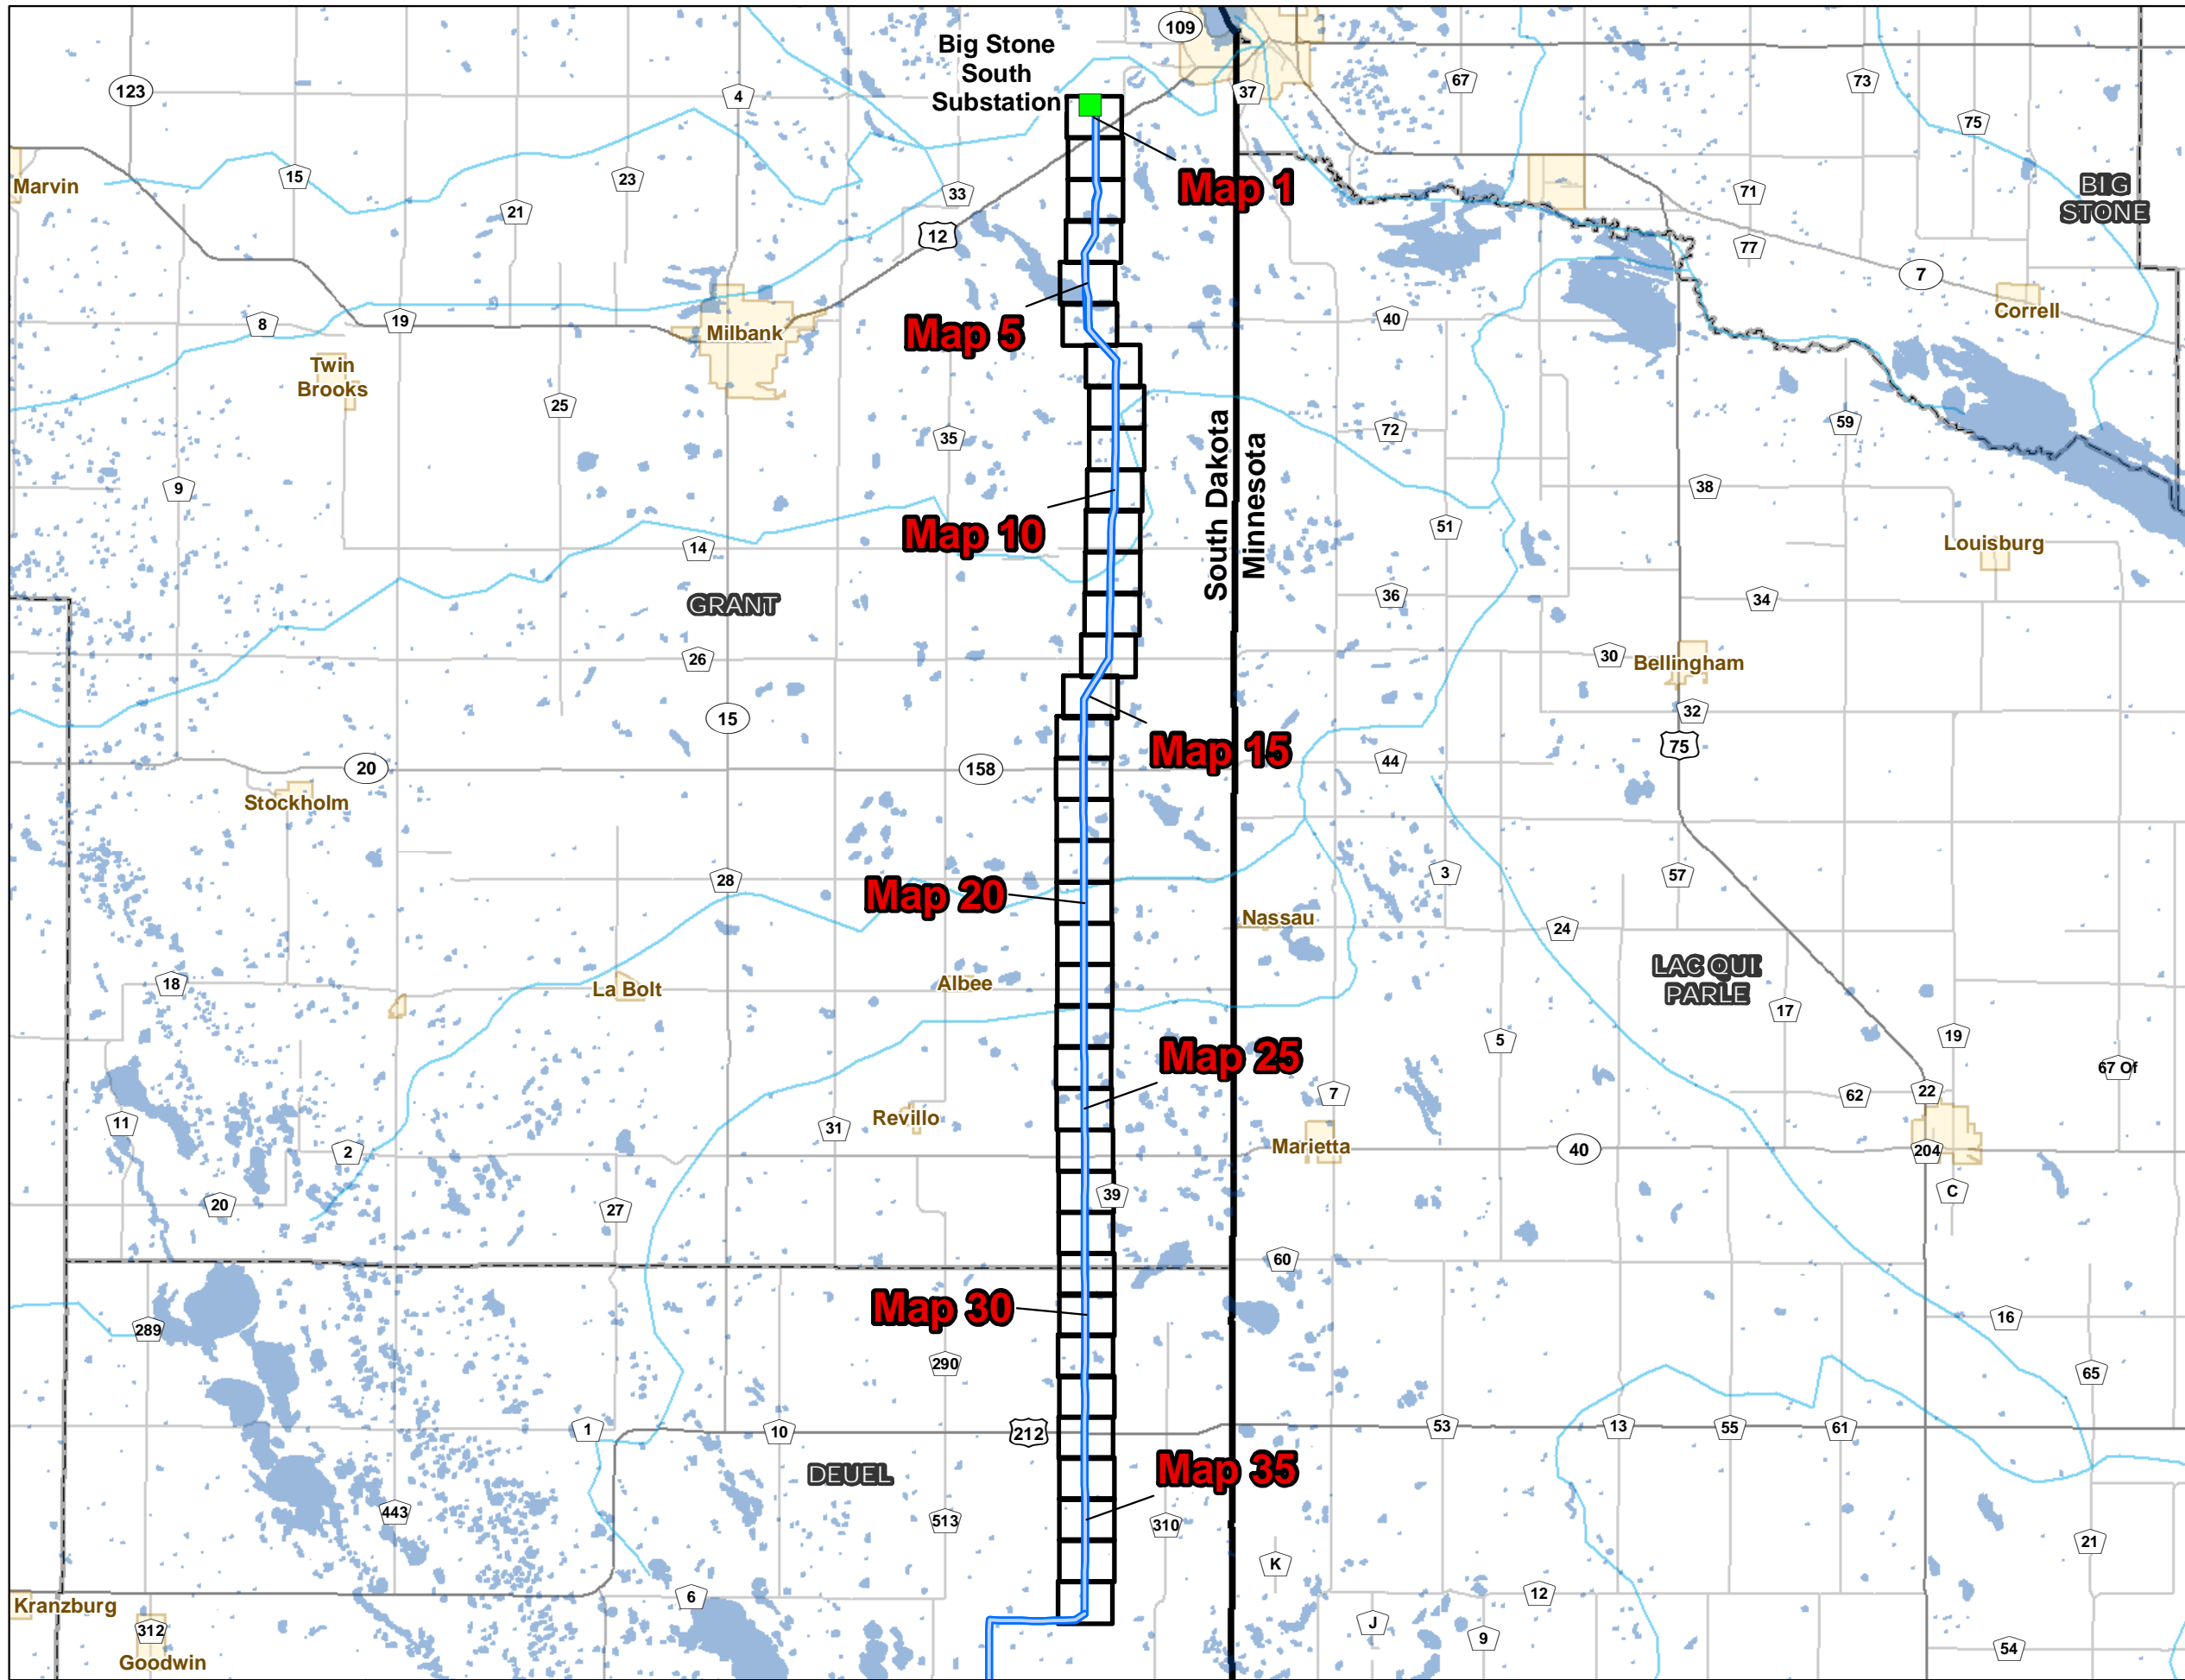 109
Big Stone
South
Substation
67
73
123
4
37
75
Map 1
15
23
33
71
BIG
STONE
Marvin
21
12
77
7
Correll
8
19
Milbank
Map 5
40
Twin
Brooks
25
35
72
59
South Dakota
Minnesota
9
38
Map 10
51
14
Louisburg
GRANT
36
34
26
30
Bellingham
15
32
Map 15
75
20
158
44
Stockholm
28
3
57
Map 20
Nassau
24
18
La Bolt
Albee
LAC QUI
PARLE
17
5
19
Map 25
67 Of
7
62
22
11
31
Revillo
2
Marietta
40
204
20
27
39
C
60
Map 30
289
16
290
65
1
10
212
53
13
55
61
DEUEL
Map 35
443
513
310
21
K
6
12
Kranzburg
312
J
9
54
Goodwin